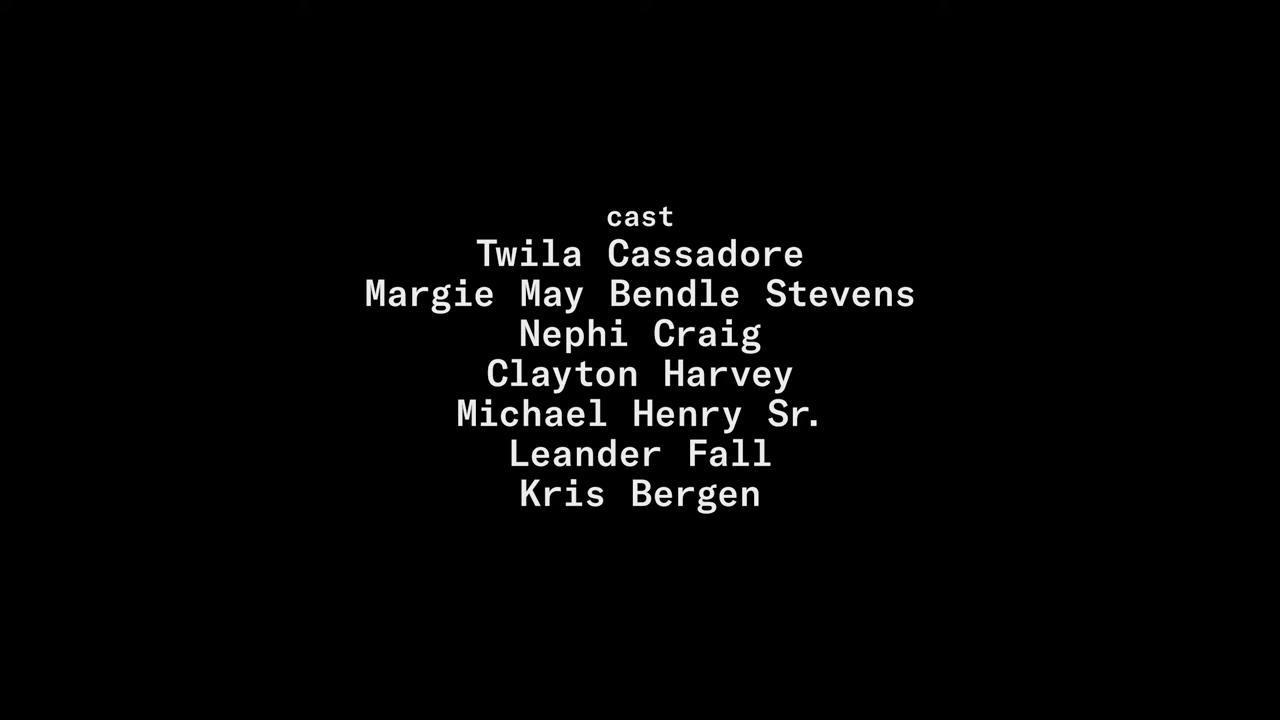 cast
Twila Cassadore
Margie May Bendle Stevens
Nephi Craig
Clayton Harvey
Michael Henry Sr.
Leander Fall
Kris Bergen